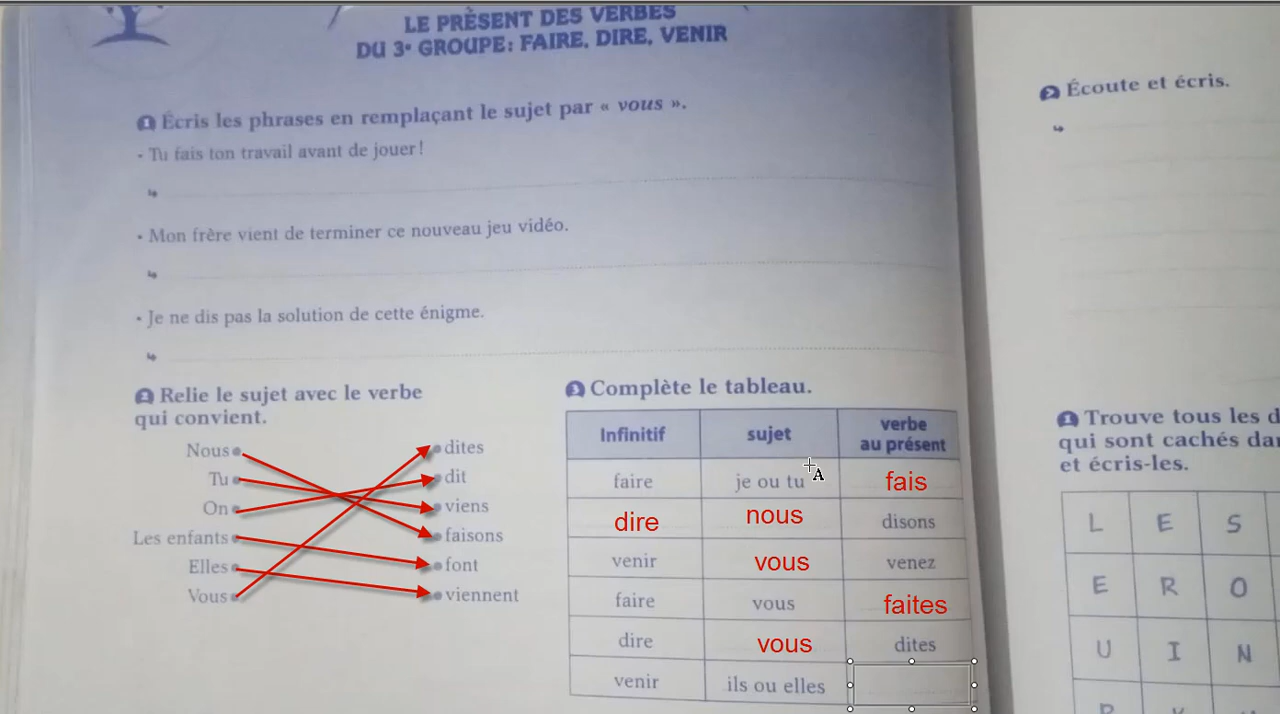 LE PRÉSENT DES VERBES
DU 3e GROUPE: FAIRE, DIRE, VENIR
1 Écris les phrases en remplaçant le sujet par « vous ».
• Tu fais ton travail avant de jouer!
• Mon frère vient de terminer ce nouveau jeu vidéo.
• Je ne dis pas la solution de cette énigme.
2 Relie le sujet avec le verbe
qui convient.
Nous dites
Tu dit
On viens
Les enfants faisons
Elles font
Vous viennent
3 Complète le tableau.
Infinitif sujet verbe au présent
faire je ou tu fais
dire nous disons
venir vous venez
faire vous faites
dire vous dites
venir ils ou elles
A
Écoute et écris.
1 Trouve tous les
qui sont cachés
et écris-les.
L E S
E R O
U I N